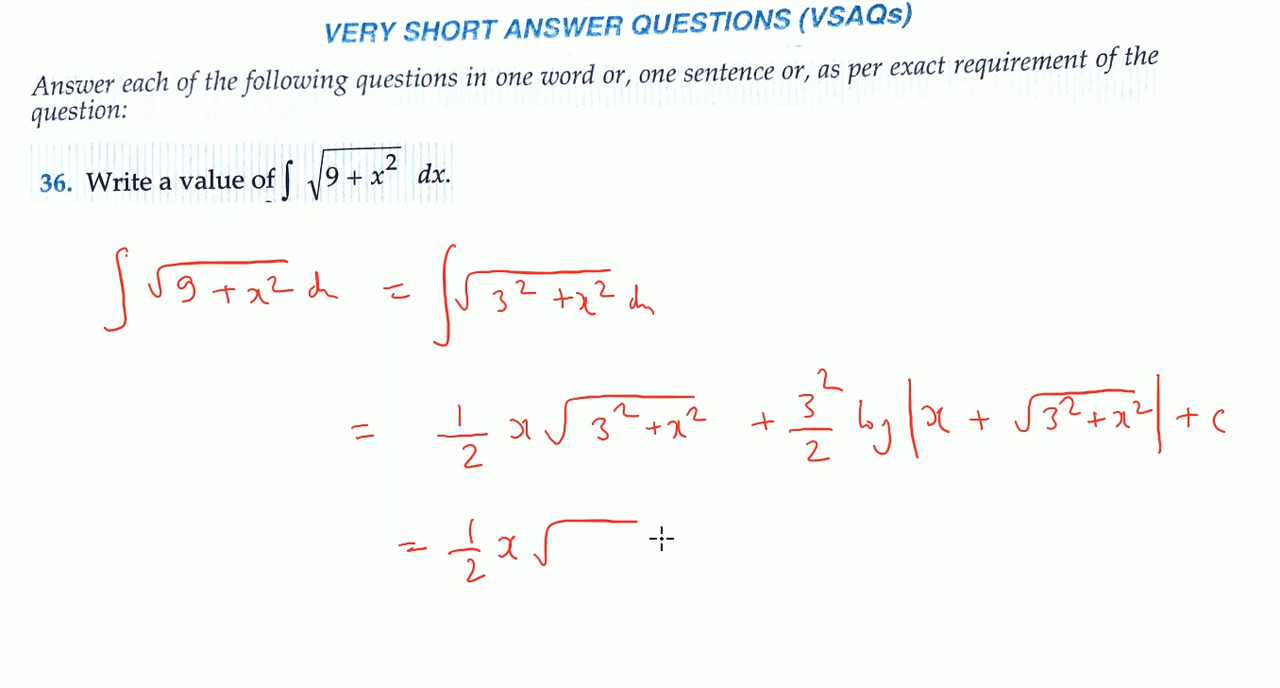 VERY SHORT ANSWER QUESTIONS (VSAQs)
Answer each of the following questions in one word or, one sentence or, as per exact requirement of the
question:
36. Write a value of ∫ √(9 + x²) dx.
∫ √(9 + x²) dx = ∫ √(3² + x²) dx
= 1/2 x √(3² + x²) + 3²/2 log |x + √(3² + x²)| + c
= 1/2 x √